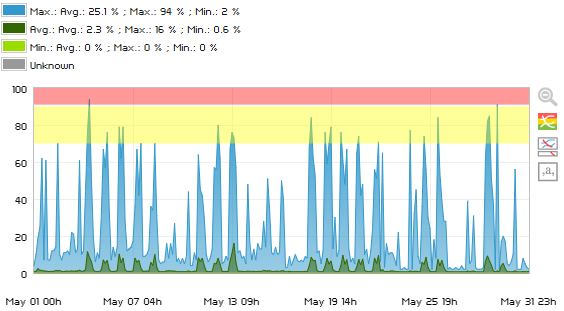 Max.: Avg.: 25.1 % ; Max.: 94 % ; Min.: 2 %
Avg.: Avg.: 2.3 % ; Max.: 16 % ; Min.: 0.6 %
Min.: Avg.: 0 % ; Max.: 0 % ; Min.: 0 %
Unknown
100
80
60
40
20
0
,a,
May 01 00h May 07 04h May 13 09h May 19 14h May 25 19h May 31 23h